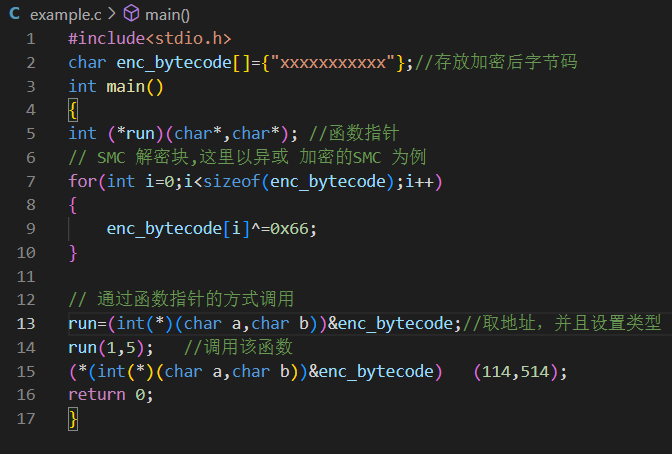 example.c > main()
1 #include<stdio.h>
2 char enc_bytecode[]={"xxxxxxxxxxx"};//存放加密后字节码
3 int main()
4 {
5 int (*run)(char*,char*); //函数指针
6 // SMC 解密块,这里以异或 加密的SMC 为例
7 for(int i=0;i<sizeof(enc_bytecode);i++)
8 {
9     enc_bytecode[i]^=0x66;
10 }
11
12 // 通过函数指针的方式调用
13 run=(int(*)(char a,char b))&enc_bytecode;//取地址，并且设置类型
14 run(1,5);   //调用该函数
15 (*(int(*)(char a,char b))&enc_bytecode)   (114,514);
16 return 0;
17 }